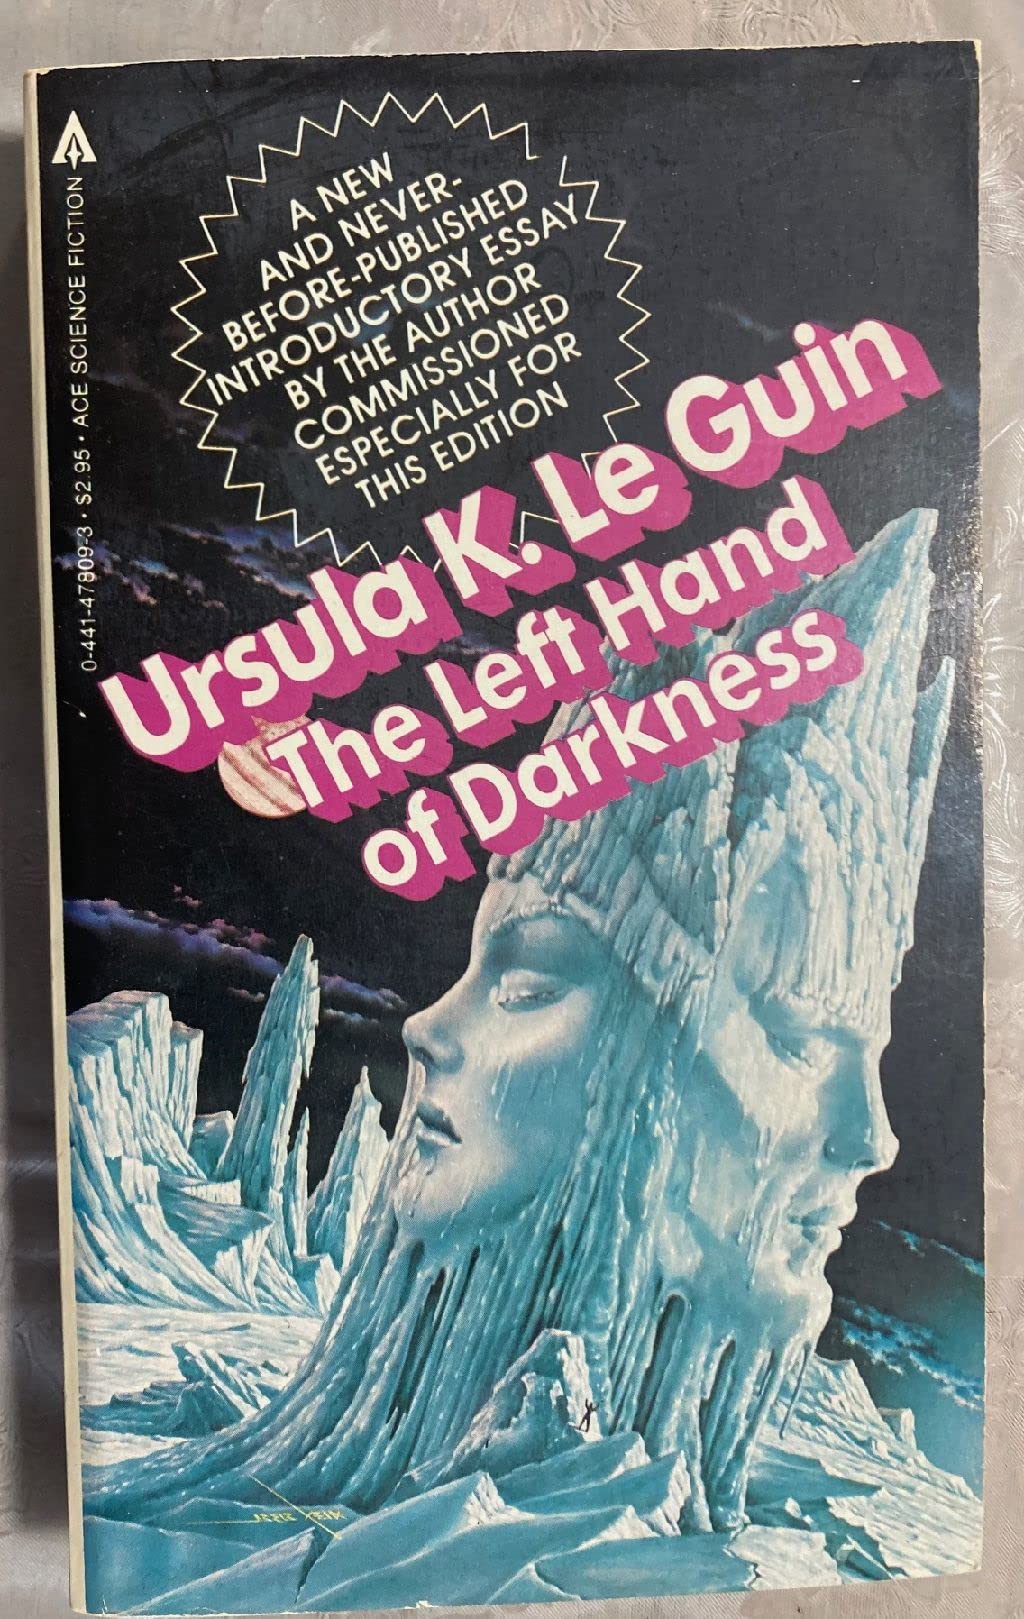 A NEW
AND NEVER-
BEFORE-PUBLISHED
INTRODUCTORY ESSAY
BY THE AUTHOR
COMMISSIONED
ESPECIALLY FOR
THIS EDITION
Ursula K. Le Guin
The Left Hand
of Darkness
0-441-47809-3 • $2.95 • ACE SCIENCE FICTION